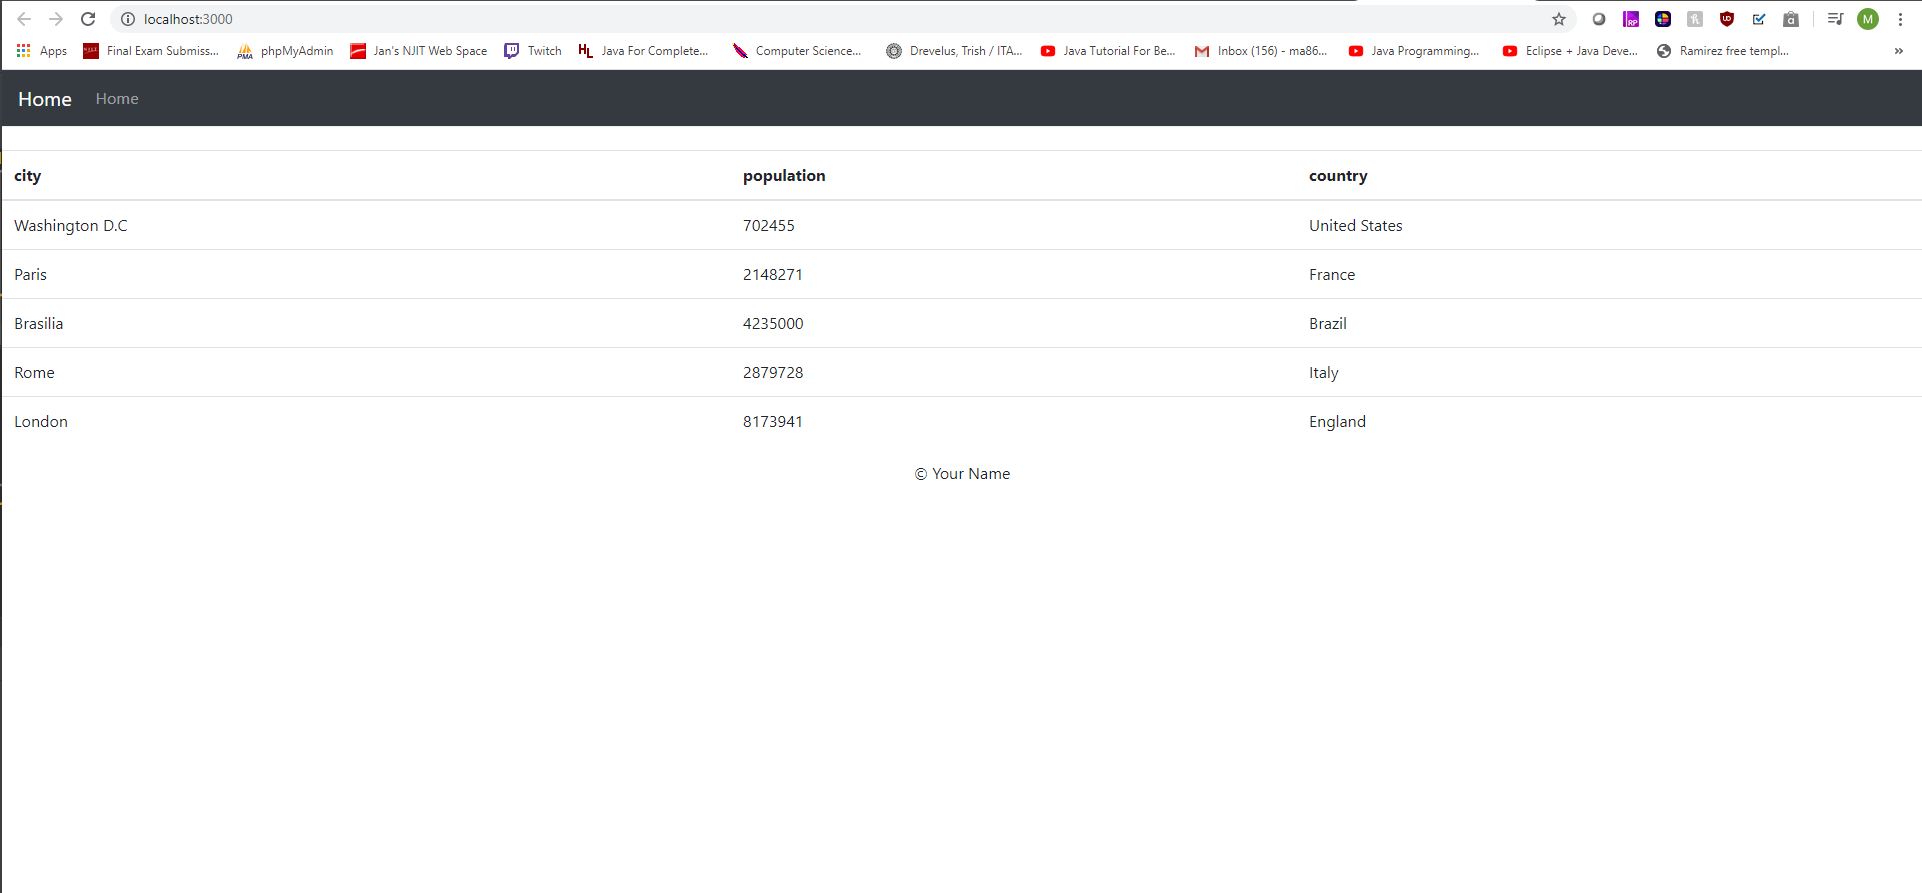 localhost:3000
Apps Final Exam Submiss... phpMyAdmin Jan's NJIT Web Space Twitch Java For Complete... Computer Science... Drevelus, Trish / ITA... Java Tutorial For Be... Inbox (156) - ma86... Java Programming... Eclipse + Java Deve... Ramirez free templ... »
Home Home
city population country
Washington D.C 702455 United States
Paris 2148271 France
Brasilia 4235000 Brazil
Rome 2879728 Italy
London 8173941 England
© Your Name